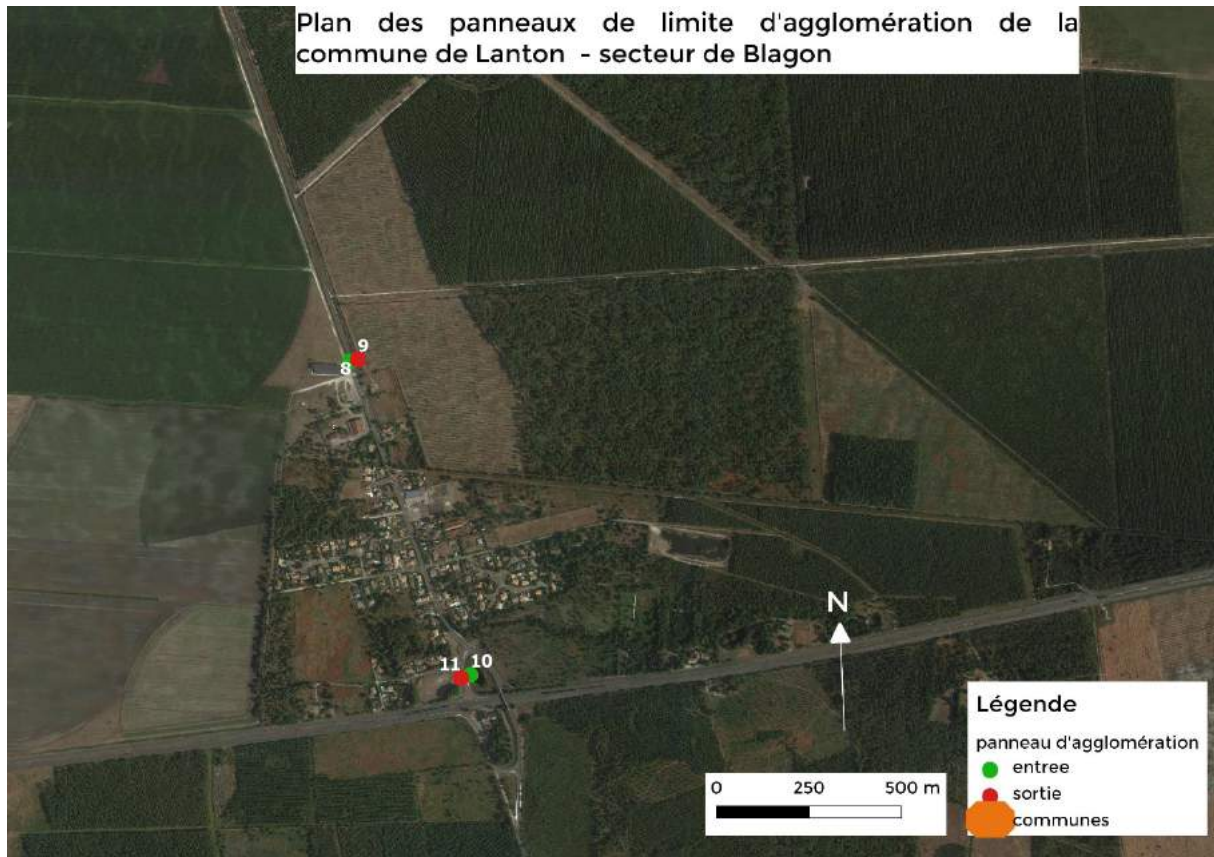 Plan des panneaux de limite d'agglomération de la
commune de Lanton - secteur de Blagon
9
8
11 10
N
Légende
panneau d'agglomération
entree
sortie
communes
0 250 500 m